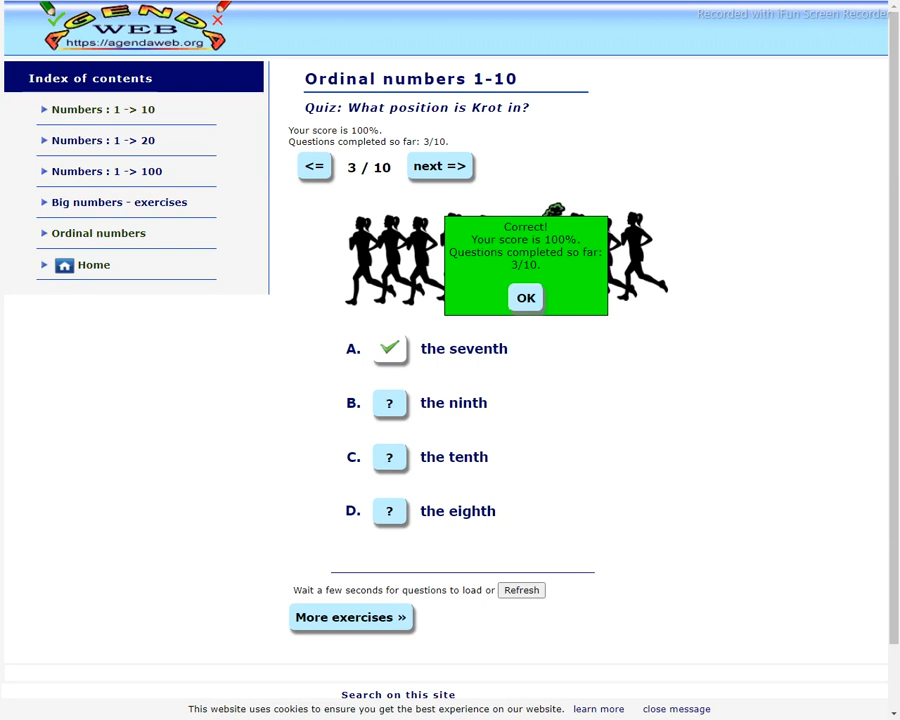 Recorded with iFun Screen Recorde
GEND
WEB
https://agendaweb.org
Index of contents
Numbers : 1 -> 10
Numbers : 1 -> 20
Numbers : 1 -> 100
Big numbers - exercises
Ordinal numbers
Home
Ordinal numbers 1-10
Quiz: What position is Krot in?
Your score is 100%.
Questions completed so far: 3/10.
<= 3 / 10 next =>
Correct!
Your score is 100%.
Questions completed so far:
3/10.
OK
A. the seventh
B. ? the ninth
C. ? the tenth
D. ? the eighth
Wait a few seconds for questions to load or Refresh
More exercises »
Search on this site
This website uses cookies to ensure you get the best experience on our website. learn more close message